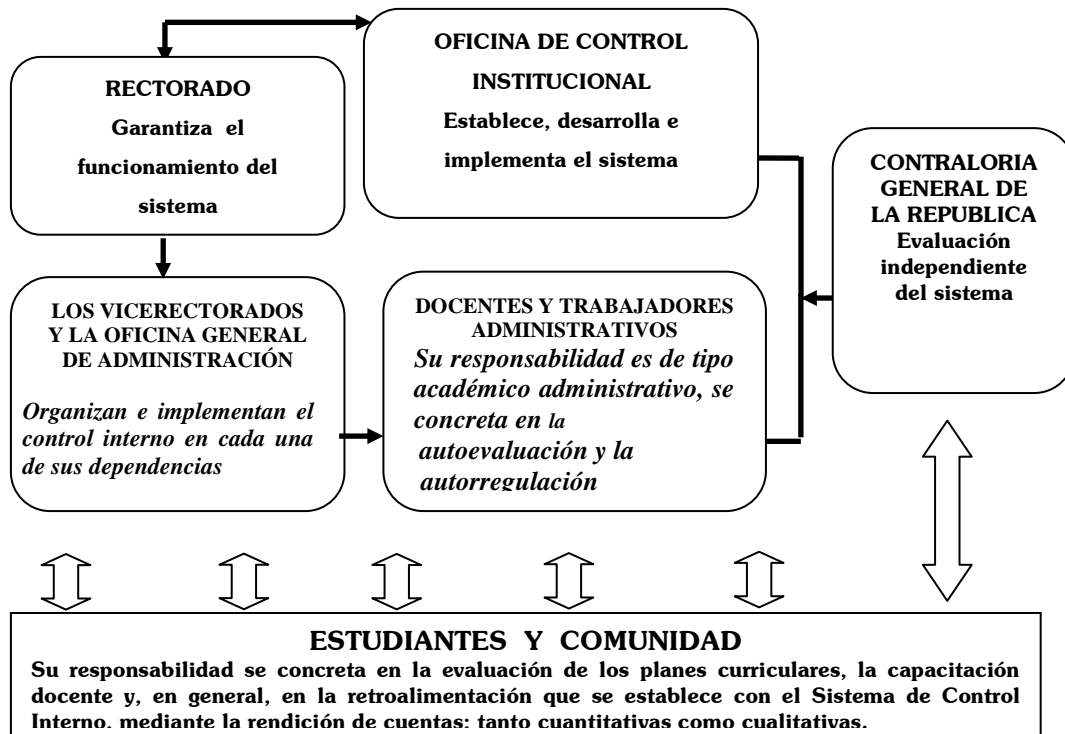 RECTORADO
Garantiza el
funcionamiento del
sistema
OFICINA DE CONTROL
INSTITUCIONAL
Establece, desarrolla e
implementa el sistema
CONTRALORIA
GENERAL DE
LA REPUBLICA
Evaluación
independiente
del sistema
LOS VICERECTORADOS
Y LA OFICINA GENERAL
DE ADMINISTRACIÓN
Organizan e implementan el
control interno en cada una
de sus dependencias
DOCENTES Y TRABAJADORES
ADMINISTRATIVOS
Su responsabilidad es de tipo
académico administrativo, se
concreta en la
autoevaluación y la
autorregulación
ESTUDIANTES Y COMUNIDAD
Su responsabilidad se concreta en la evaluación de los planes curriculares, la capacitación
docente y, en general, en la retroalimentación que se establece con el Sistema de Control
Interno, mediante la rendición de cuentas; tanto cuantitativas como cualitativas.